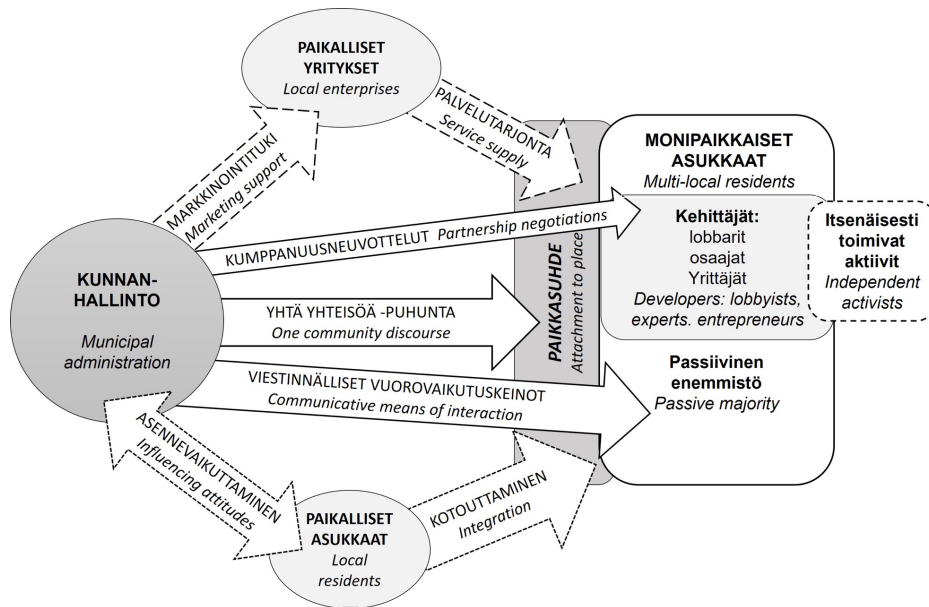 PAIKALLISET
YRITYKSET
Local enterprises
MARKKINOINTITUKI
Marketing support
PALVELUTARJONTA
Service supply
KUNNAN-
HALLINTO
Municipal
administration
KUMPPANUUSNEUVOTTELUT Partnership negotiations
YHTÄ YHTEISÖÄ -PUHUNTA
One community discourse
VIESTINNÄLLISET VUOROVAIKUTUSKEINOT
Communicative means of interaction
ASENNEVAIKUTTAMINEN
Influencing attitudes
PAIKALLISET
ASUKKAAT
Local
residents
KOTOUTTAMINEN
Integration
PAIKKASUHDE
Attachment to place
MONIPAIKKAISET
ASUKKAAT
Multi-local residents
Kehittäjät:
lobbarit
osaajat
Yrittäjät
Developers: lobbyists,
experts. entrepreneurs
Itsenäisesti
toimivat
aktiivit
Independent
activists
Passiivinen
enemmistö
Passive majority